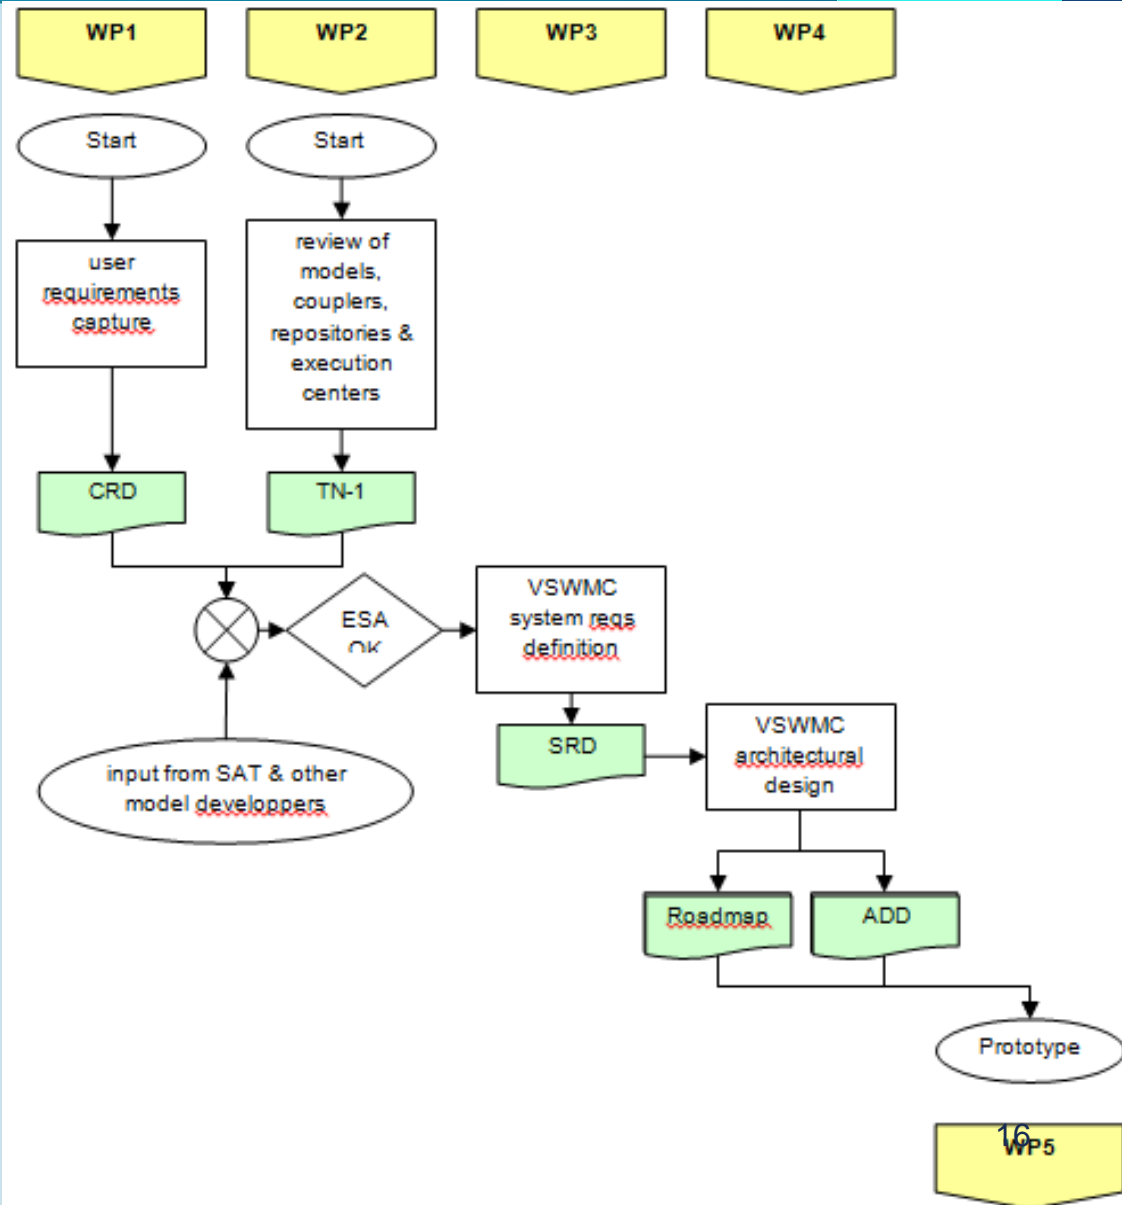 WP1
WP2
WP3
WP4
Start
Start
user
requirements
capture
review of
models,
couplers,
repositories &
execution
centers
CRD
TN-1
ESA
OK
VSWMC
system reqs
definition
input from SAT & other
model developpers
SRD
VSWMC
architectural
design
Roadmap
ADD
Prototype
16
WP5